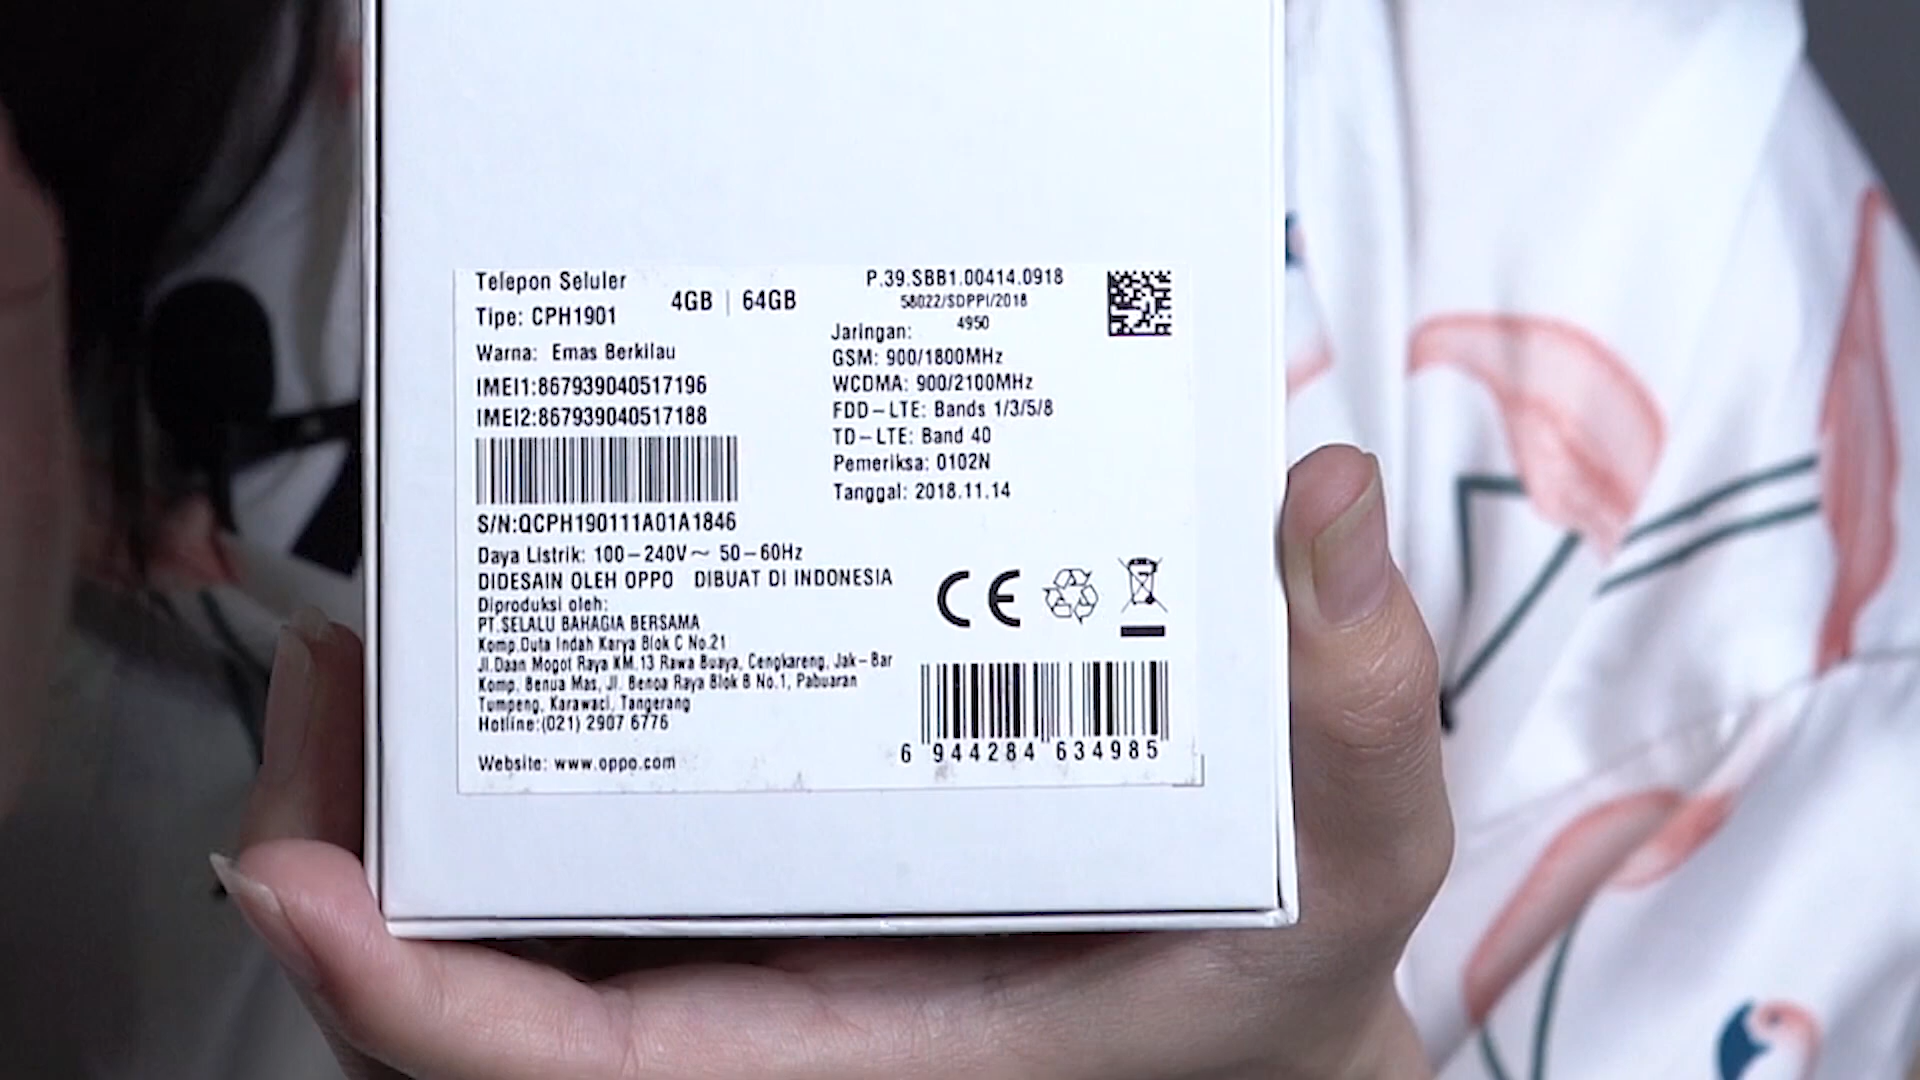 Telepon Seluler
Tipe: CPH1901
4GB | 64GB
Warna: Emas Berkilau
IMEI1:867939040517196
IMEI2:867939040517188
S/N:QCPH190111A01A1846
P.39.SBB1.00414.0918
58022/SDPPI/2018
4950
Jaringan:
GSM: 900/1800MHz
WCDMA: 900/2100MHz
FDD-LTE: Bands 1/3/5/8
TD-LTE: Band 40
Pemeriksa: 0102N
Tanggal: 2018.11.14
Daya Listrik: 100-240V~ 50-60Hz
DIDESAIN OLEH OPPO DIBUAT DI INDONESIA
Diproduksi oleh:
PT.SELALU BAHAGIA BERSAMA
Komp.Duta Indah Karya Blok C No.21
Jl.Daan Mogot Raya KM.13 Rawa Buaya, Cengkareng, Jak-Bar
Komp. Benua Mas, Jl. Benoa Raya Blok B No.1, Pabuaran
Tumpeng, Karawaci, Tangerang
Hotline:(021) 2907 6776
Website: www.oppo.com
CE
6 944284 634985